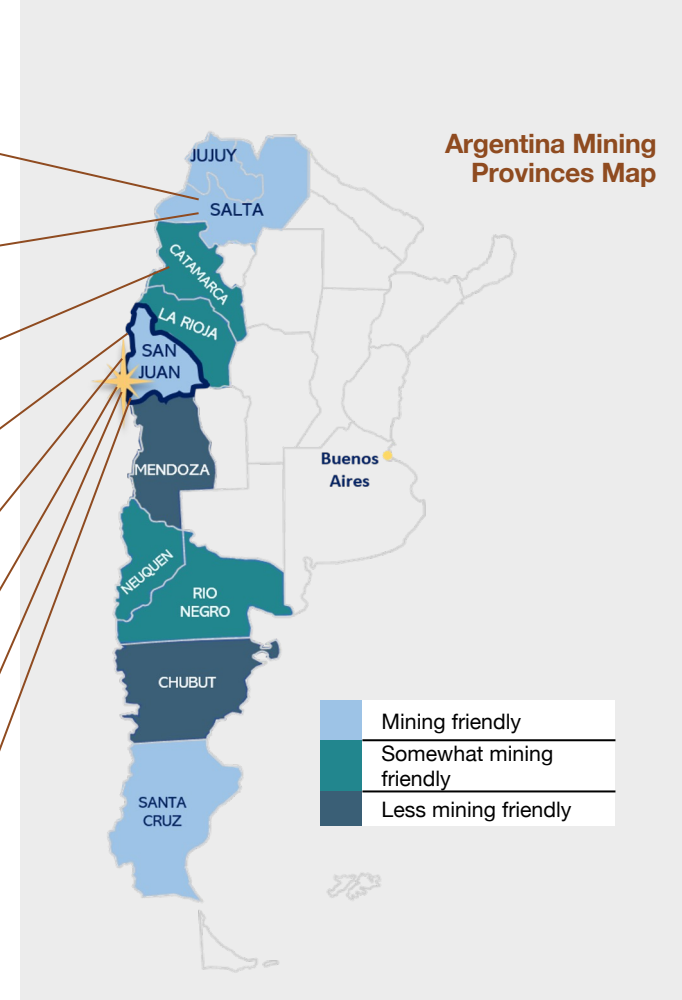 Argentina Mining
Provinces Map
JUJUY
SALTA
CATAMARCA
LA RIOJA
SAN
JUAN
MENDOZA
Buenos
Aires
NEUQUEN
RIO
NEGRO
CHUBUT
SANTA
CRUZ
Mining friendly
Somewhat mining
friendly
Less mining friendly